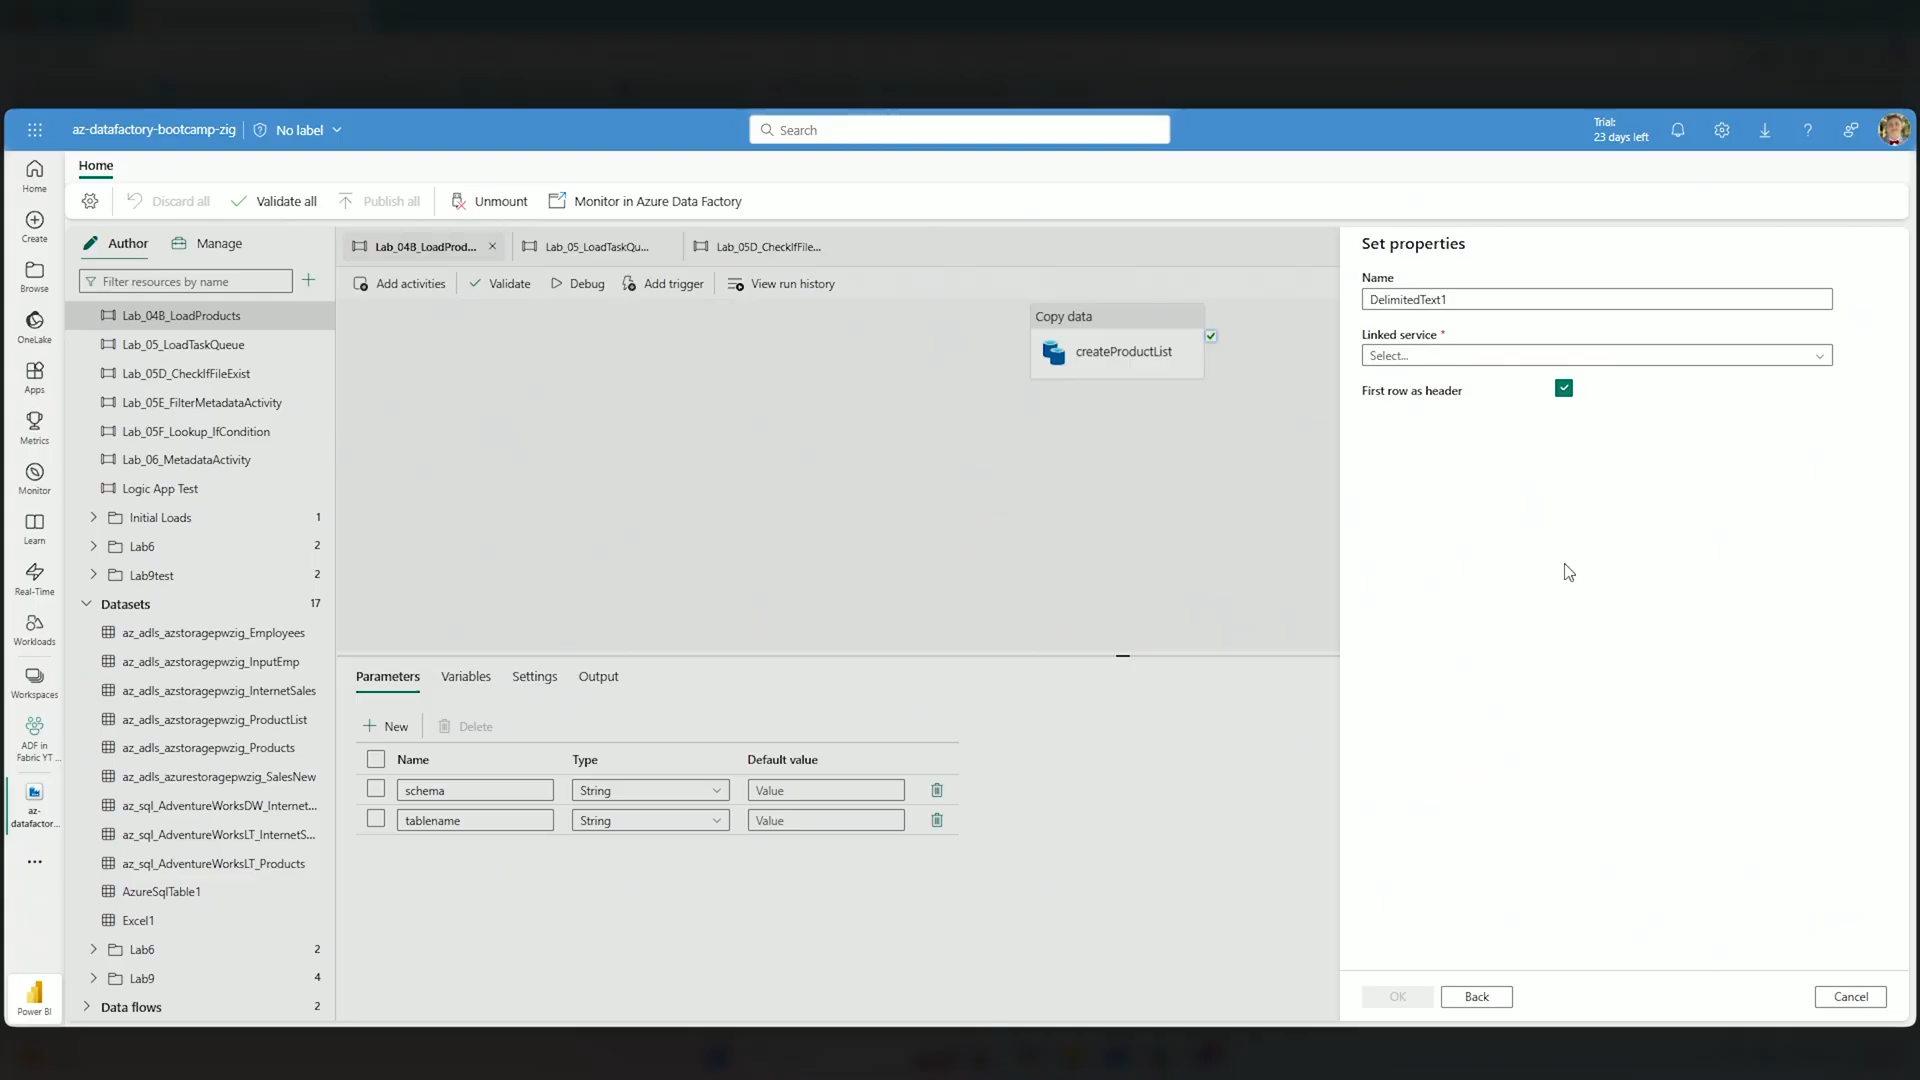 az-datafactory-bootcamp-zig
No label
Search
Trial:
23 days left
Home
Discard all
Validate all
Publish all
Unmount
Monitor in Azure Data Factory
Home
Create
Browse
OneLake
Apps
Metrics
Monitor
Learn
Real-Time
Workloads
Workspaces
ADF in
Fabric YT ...
az-
datafactor...
Power BI
Author
Manage
Filter resources by name
Lab_04B_LoadProducts
Lab_05_LoadTaskQueue
Lab_05D_CheckIfFileExist
Lab_05E_FilterMetadataActivity
Lab_05F_Lookup_IfCondition
Lab_06_MetadataActivity
Logic App Test
Initial Loads 1
Lab6 2
Lab9test 2
Datasets 17
az_adls_azstoragepwzig_Employees
az_adls_azstoragepwzig_InputEmp
az_adls_azstoragepwzig_InternetSales
az_adls_azstoragepwzig_ProductList
az_adls_azstoragepwzig_Products
az_adls_azurestoragepwzig_SalesNew
az_sql_AdventureWorksDW_Internet...
az_sql_AdventureWorksLT_InternetS...
az_sql_AdventureWorksLT_Products
AzureSqlTable1
Excel1
Lab6 2
Lab9 4
Data flows 2
Lab_04B_LoadProd...
Lab_05_LoadTaskQu...
Lab_05D_CheckIfFile...
Add activities
Validate
Debug
Add trigger
View run history
Copy data
createProductList
Parameters
Variables
Settings
Output
New
Delete
Name Type Default value
schema String Value
tablename String Value
Set properties
Name
DelimitedText1
Linked service *
Select...
First row as header
OK
Back
Cancel